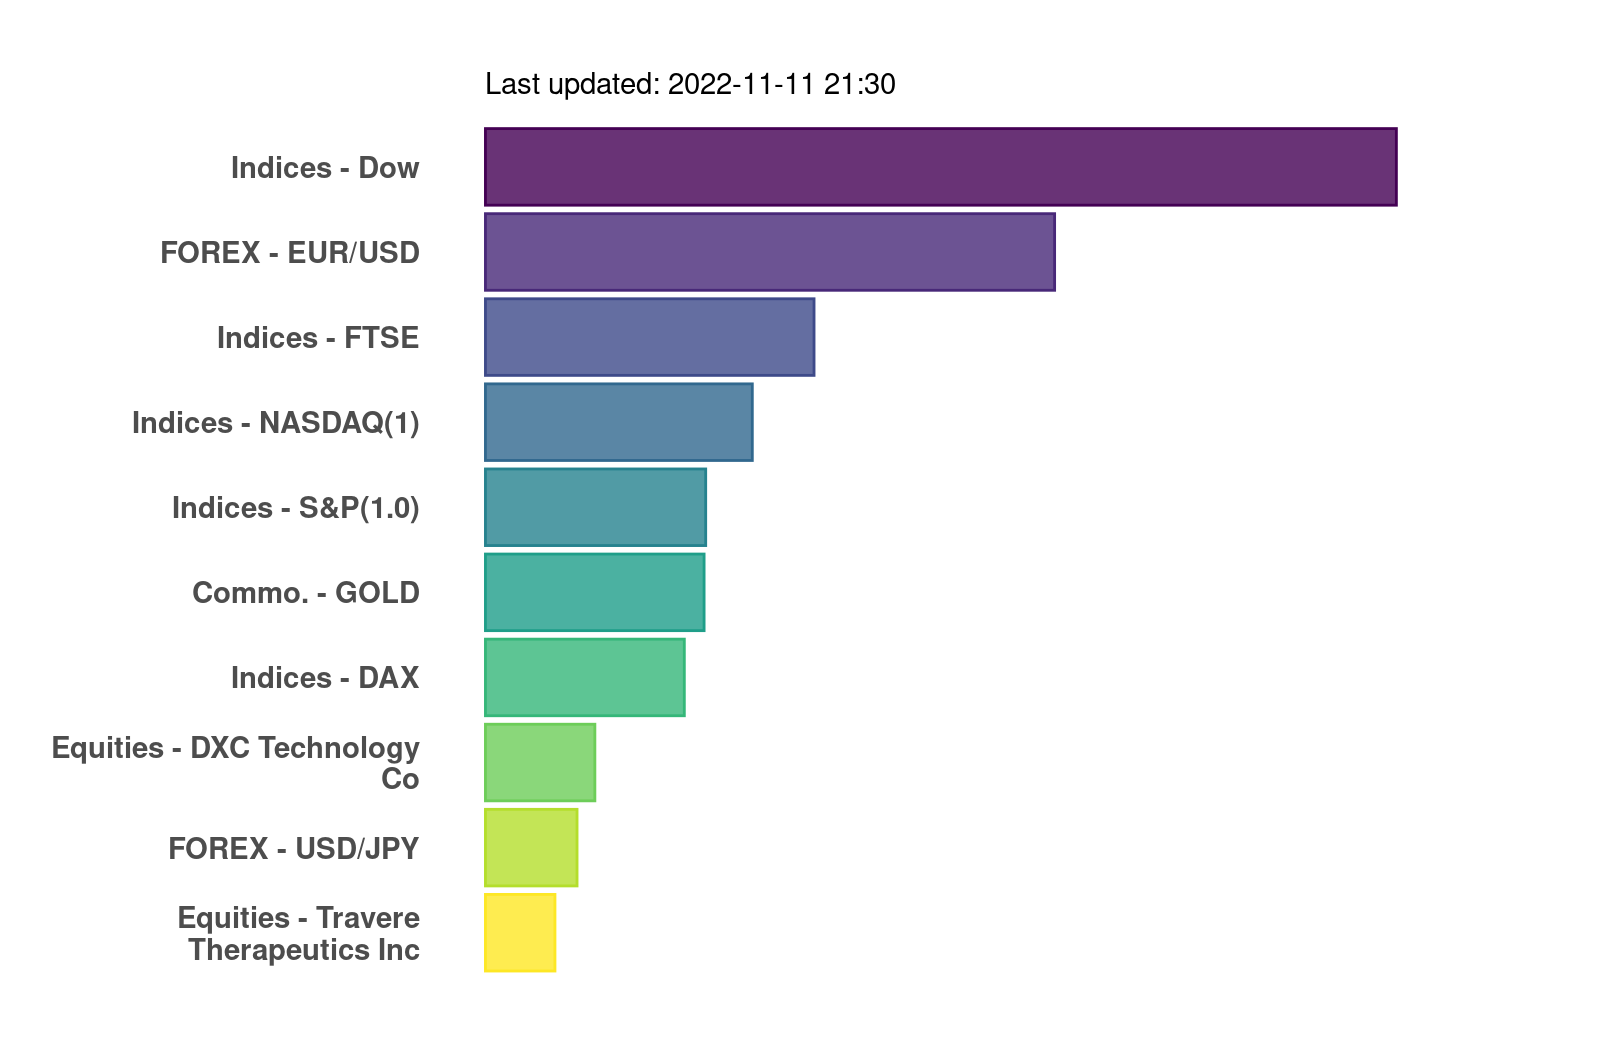 Last updated: 2022-11-11 21:30
Indices - Dow
FOREX - EUR/USD
Indices - FTSE
Indices - NASDAQ(1)
Indices - S&P(1.0)
Commo. - GOLD
Indices - DAX
Equities - DXC Technology
Co
FOREX - USD/JPY
Equities - Travere
Therapeutics Inc